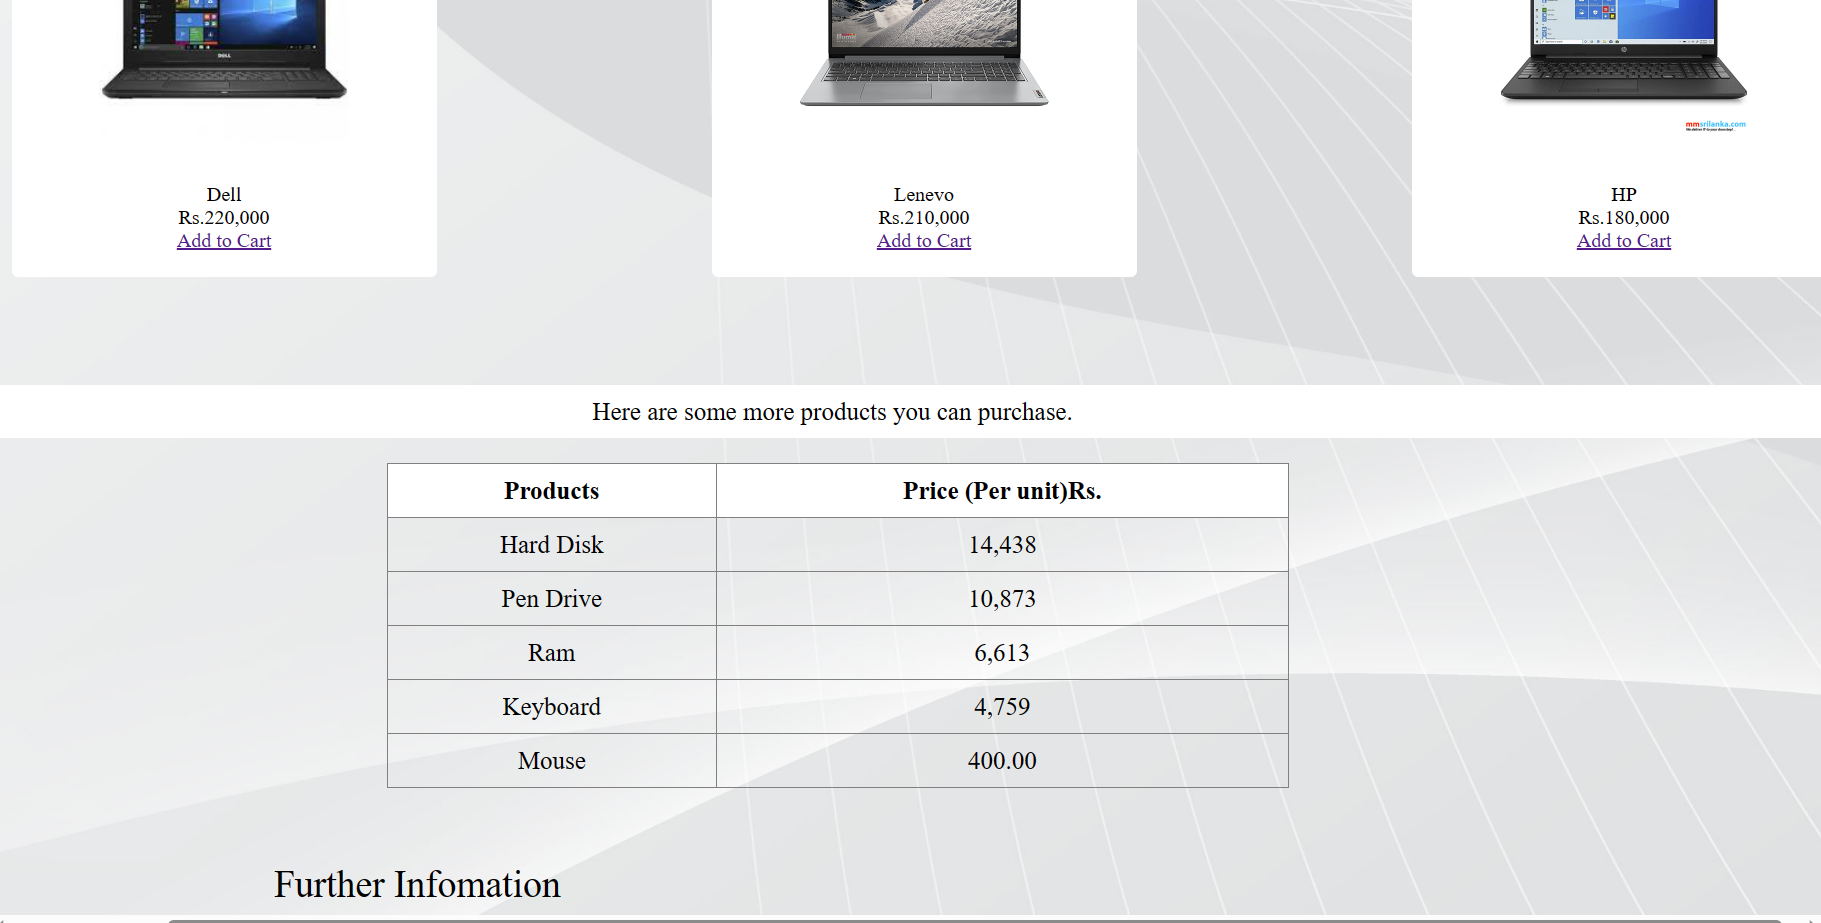 DELL
mmsrilanka.com
Dell
Rs.220,000
Add to Cart
Lenevo
Rs.210,000
Add to Cart
HP
Rs.180,000
Add to Cart
Here are some more products you can purchase.
Products Price (Per unit)Rs.
Hard Disk 14,438
Pen Drive 10,873
Ram 6,613
Keyboard 4,759
Mouse 400.00
Further Infomation